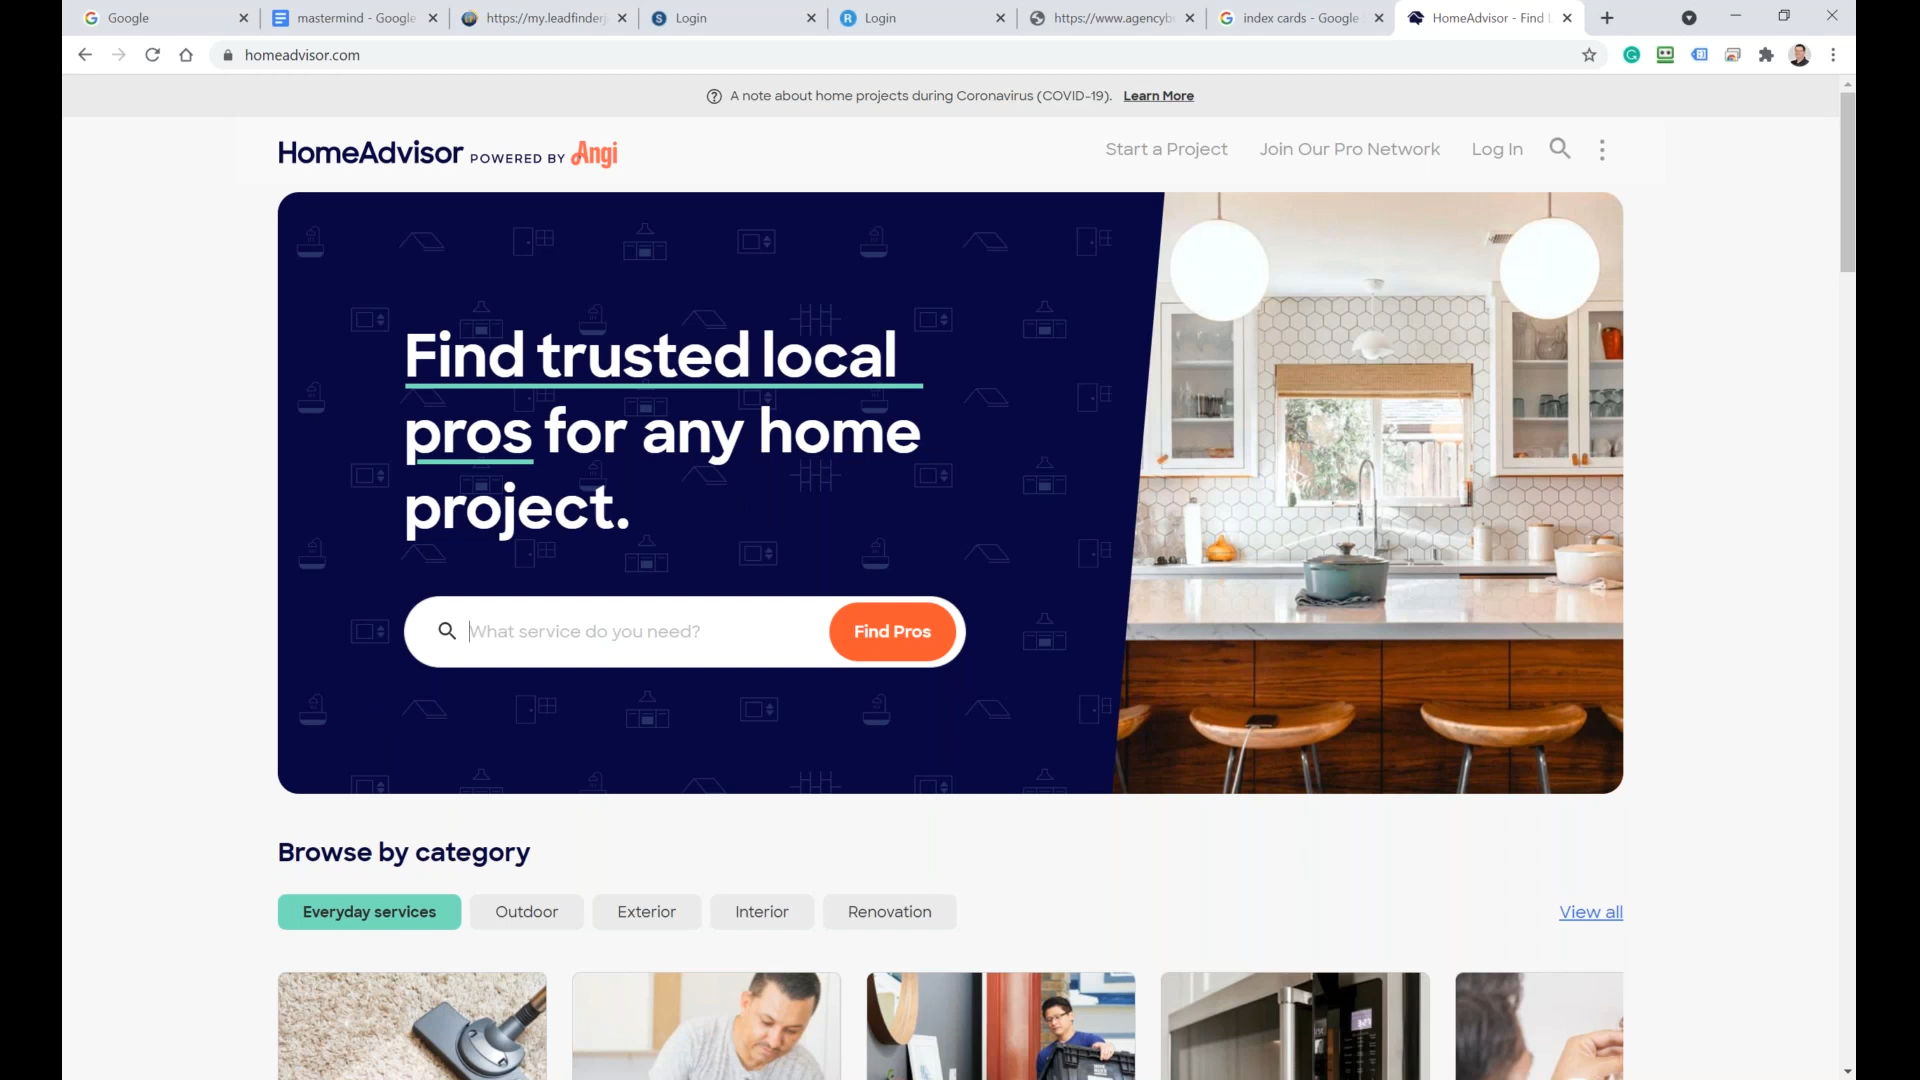 Google
mastermind - Google
https://my.leadfinder
Login
Login
https://www.agencyb
index cards - Google
HomeAdvisor - Find
homeadvisor.com
A note about home projects during Coronavirus (COVID-19). Learn More
HomeAdvisor POWERED BY Angi
Start a Project
Join Our Pro Network
Log In
Find trusted local
pros for any home
project.
What service do you need?
Find Pros
Browse by category
Everyday services
Outdoor
Exterior
Interior
Renovation
View all